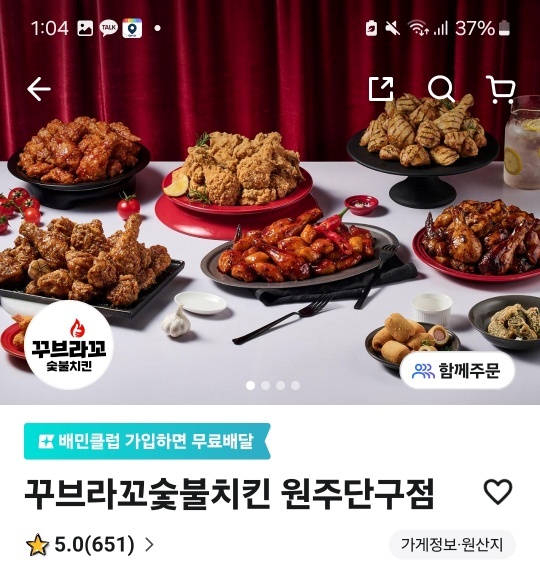 1:04 TALK 37%
꾸브라꼬
숯불치킨
함께주문
배민클럽 가입하면 무료배달
꾸브라꼬숯불치킨 원주단구점
5.0(651)
가게정보·원산지